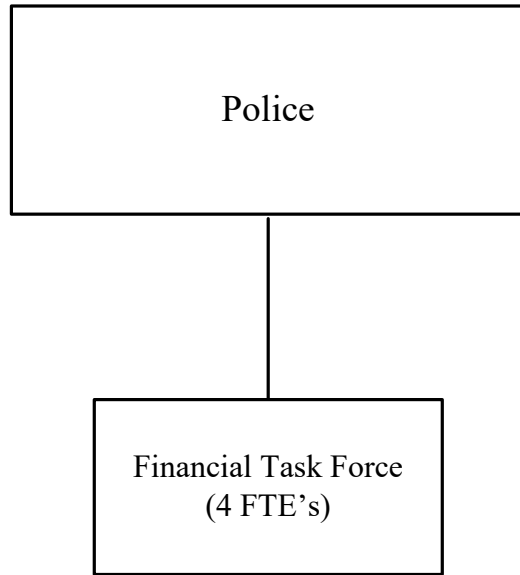 Police
Financial Task Force
(4 FTE’s)